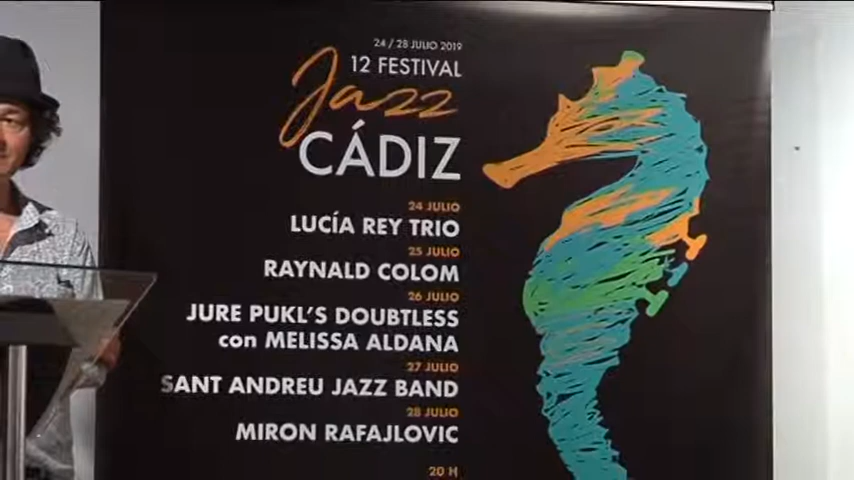 24 / 28 JULIO 2019
12 FESTIVAL
Jazz
CÁDIZ
24 JULIO
LUCÍA REY TRIO
25 JULIO
RAYNALD COLOM
26 JULIO
JURE PUKL'S DOUBTLESS
con MELISSA ALDANA
27 JULIO
SANT ANDREU JAZZ BAND
28 JULIO
MIRON RAFAJLOVIC
20 H